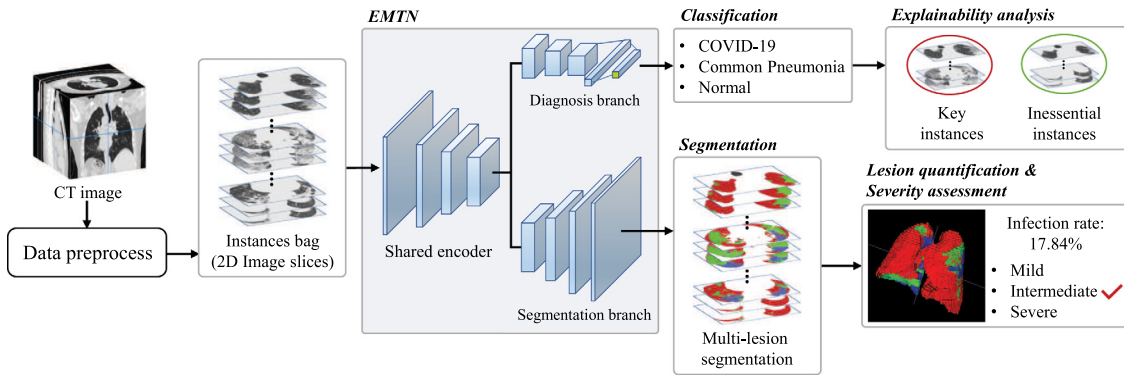 CT image
Data preprocess
Instances bag
(2D Image slices)
EMTN
Shared encoder
Diagnosis branch
Segmentation branch
Classification
• COVID-19
• Common Pneumonia
• Normal
Explainability analysis
Key
instances
Inessential
instances
Segmentation
Multi-lesion
segmentation
Lesion quantification &
Severity assessment
Infection rate:
17.84%
• Mild
• Intermediate
• Severe